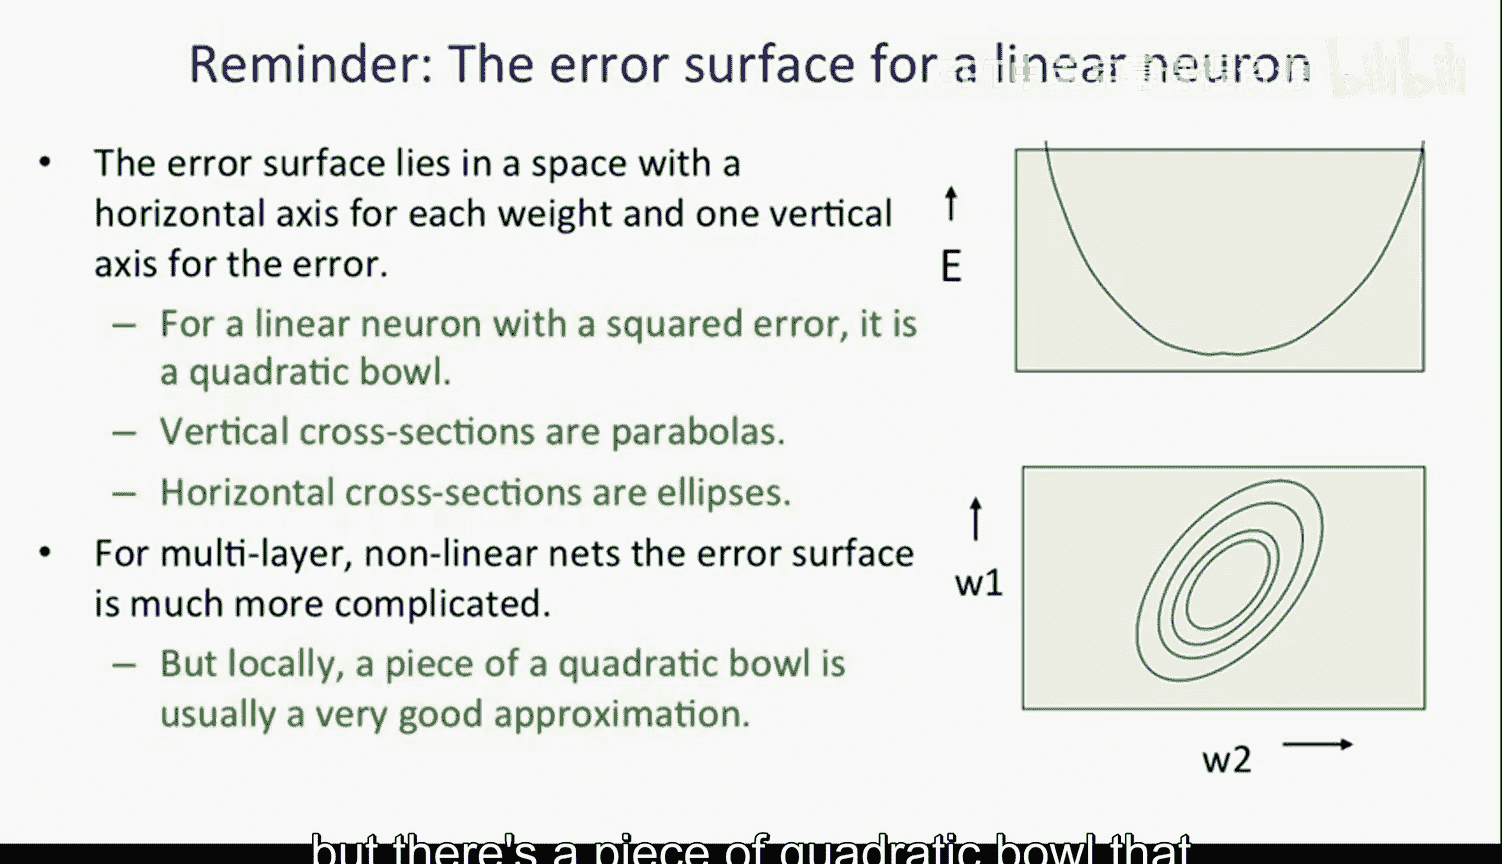 Reminder: The error surface for a linear neuron
bilibili
• The error surface lies in a space with a
horizontal axis for each weight and one vertical
axis for the error.
– For a linear neuron with a squared error, it is
a quadratic bowl.
– Vertical cross-sections are parabolas.
– Horizontal cross-sections are ellipses.
• For multi-layer, non-linear nets the error surface
is much more complicated.
– But locally, a piece of a quadratic bowl is
usually a very good approximation.
E
w1
w2
but there's a piece of quadratic bowl that